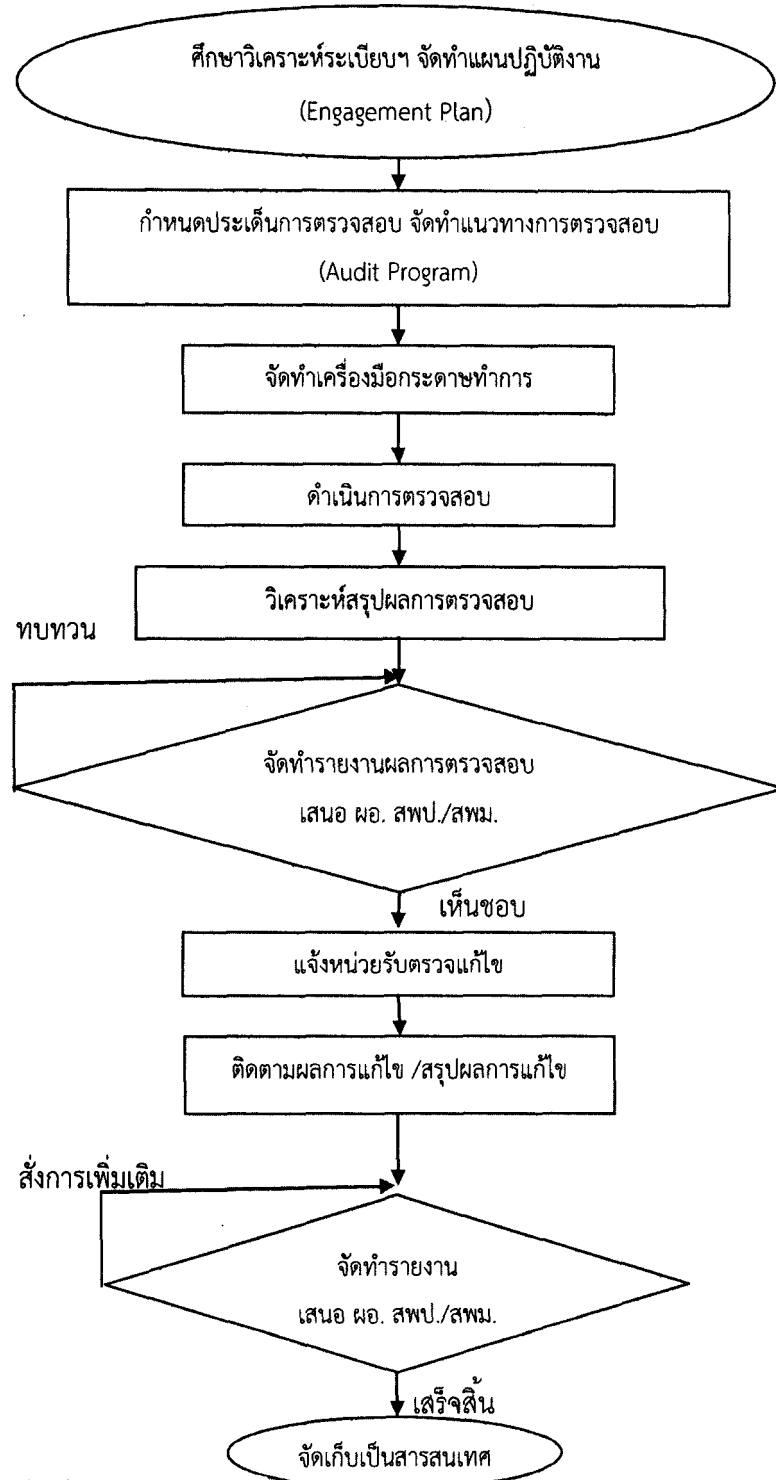 ศึกษาวิเคราะห์ระเบียบฯ จัดทำแผนปฏิบัติงาน
(Engagement Plan)
กำหนดประเด็นการตรวจสอบ จัดทำแนวทางการตรวจสอบ
(Audit Program)
จัดทำเครื่องมือกระดาษทำการ
ดำเนินการตรวจสอบ
วิเคราะห์สรุปผลการตรวจสอบ
ทบทวน
จัดทำรายงานผลการตรวจสอบ
เสนอ ผอ. สพป./สพม.
เห็นชอบ
แจ้งหน่วยรับตรวจแก้ไข
ติดตามผลการแก้ไข /สรุปผลการแก้ไข
สั่งการเพิ่มเติม
จัดทำรายงาน
เสนอ ผอ. สพป./สพม.
เสร็จสิ้น
จัดเก็บเป็นสารสนเทศ